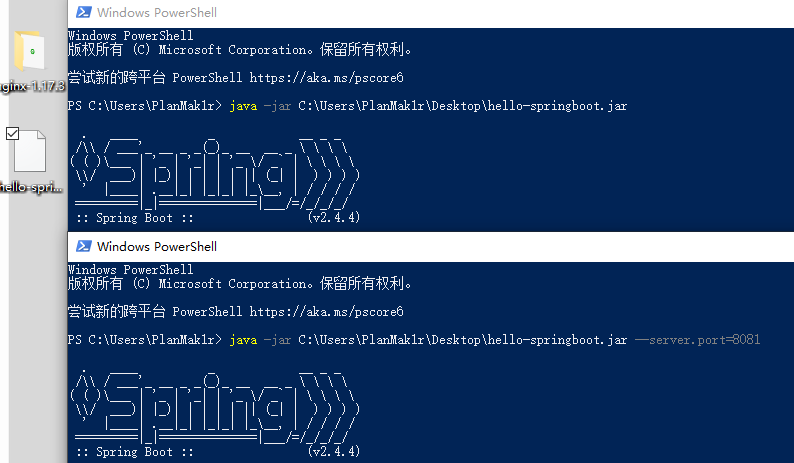 Windows PowerShell
Windows PowerShell
版权所有 (C) Microsoft Corporation。保留所有权利。
尝试新的跨平台 PowerShell https://aka.ms/pscore6
PS C:\Users\PlanMak1r> java -jar C:\Users\PlanMak1r\Desktop\hello-springboot.jar
Spring
:: Spring Boot :: (v2.4.4)
Windows PowerShell
Windows PowerShell
版权所有 (C) Microsoft Corporation。保留所有权利。
尝试新的跨平台 PowerShell https://aka.ms/pscore6
PS C:\Users\PlanMak1r> java -jar C:\Users\PlanMak1r\Desktop\hello-springboot.jar --server.port=8081
Spring
:: Spring Boot :: (v2.4.4)
nginx-1.17.3
hello-spri...